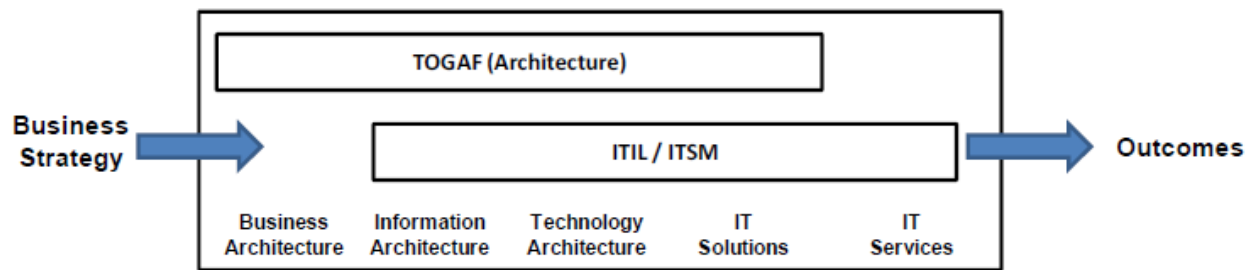 TOGAF (Architecture)
Business
Strategy
ITIL / ITSM
Outcomes
Business
Architecture
Information
Architecture
Technology
Architecture
IT
Solutions
IT
Services